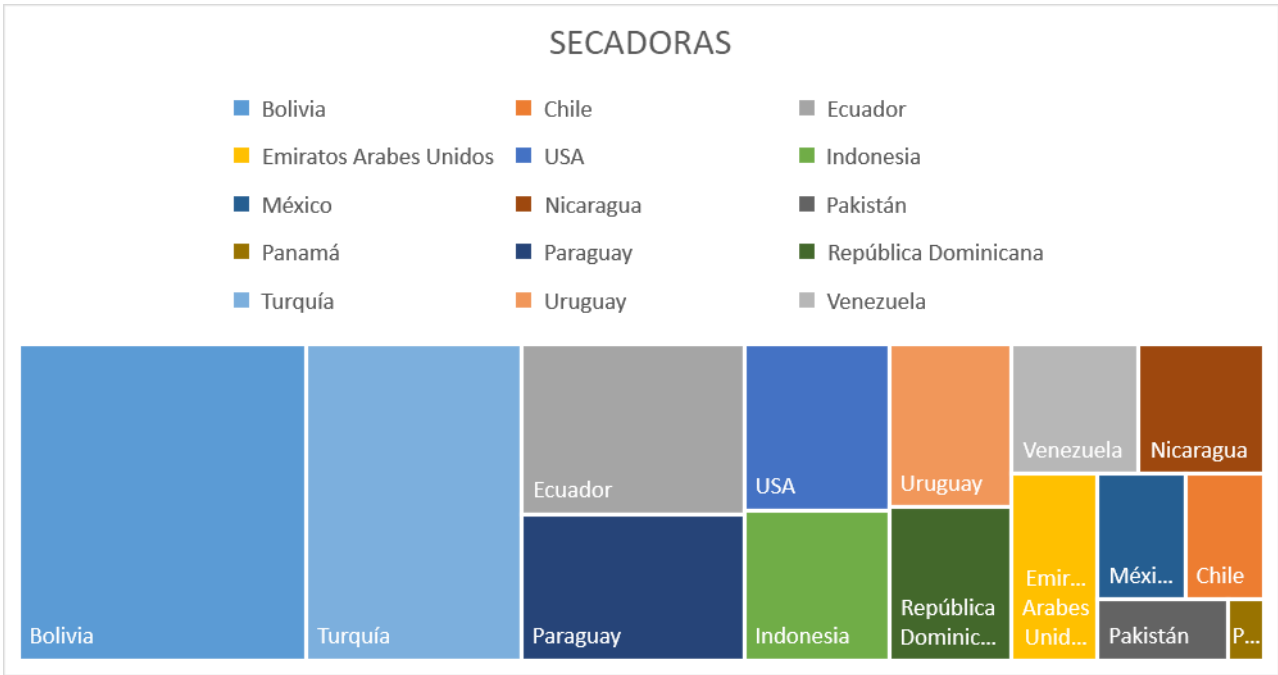 SECADORAS
Bolivia
Chile
Ecuador
Emiratos Arabes Unidos
USA
Indonesia
México
Nicaragua
Pakistán
Panamá
Paraguay
República Dominicana
Turquía
Uruguay
Venezuela
Bolivia
Turquía
Ecuador
Paraguay
USA
Indonesia
Uruguay
República
Dominic...
Venezuela
Nicaragua
Emir...
Arabes
Unid...
Méxi...
Chile
Pakistán
P...